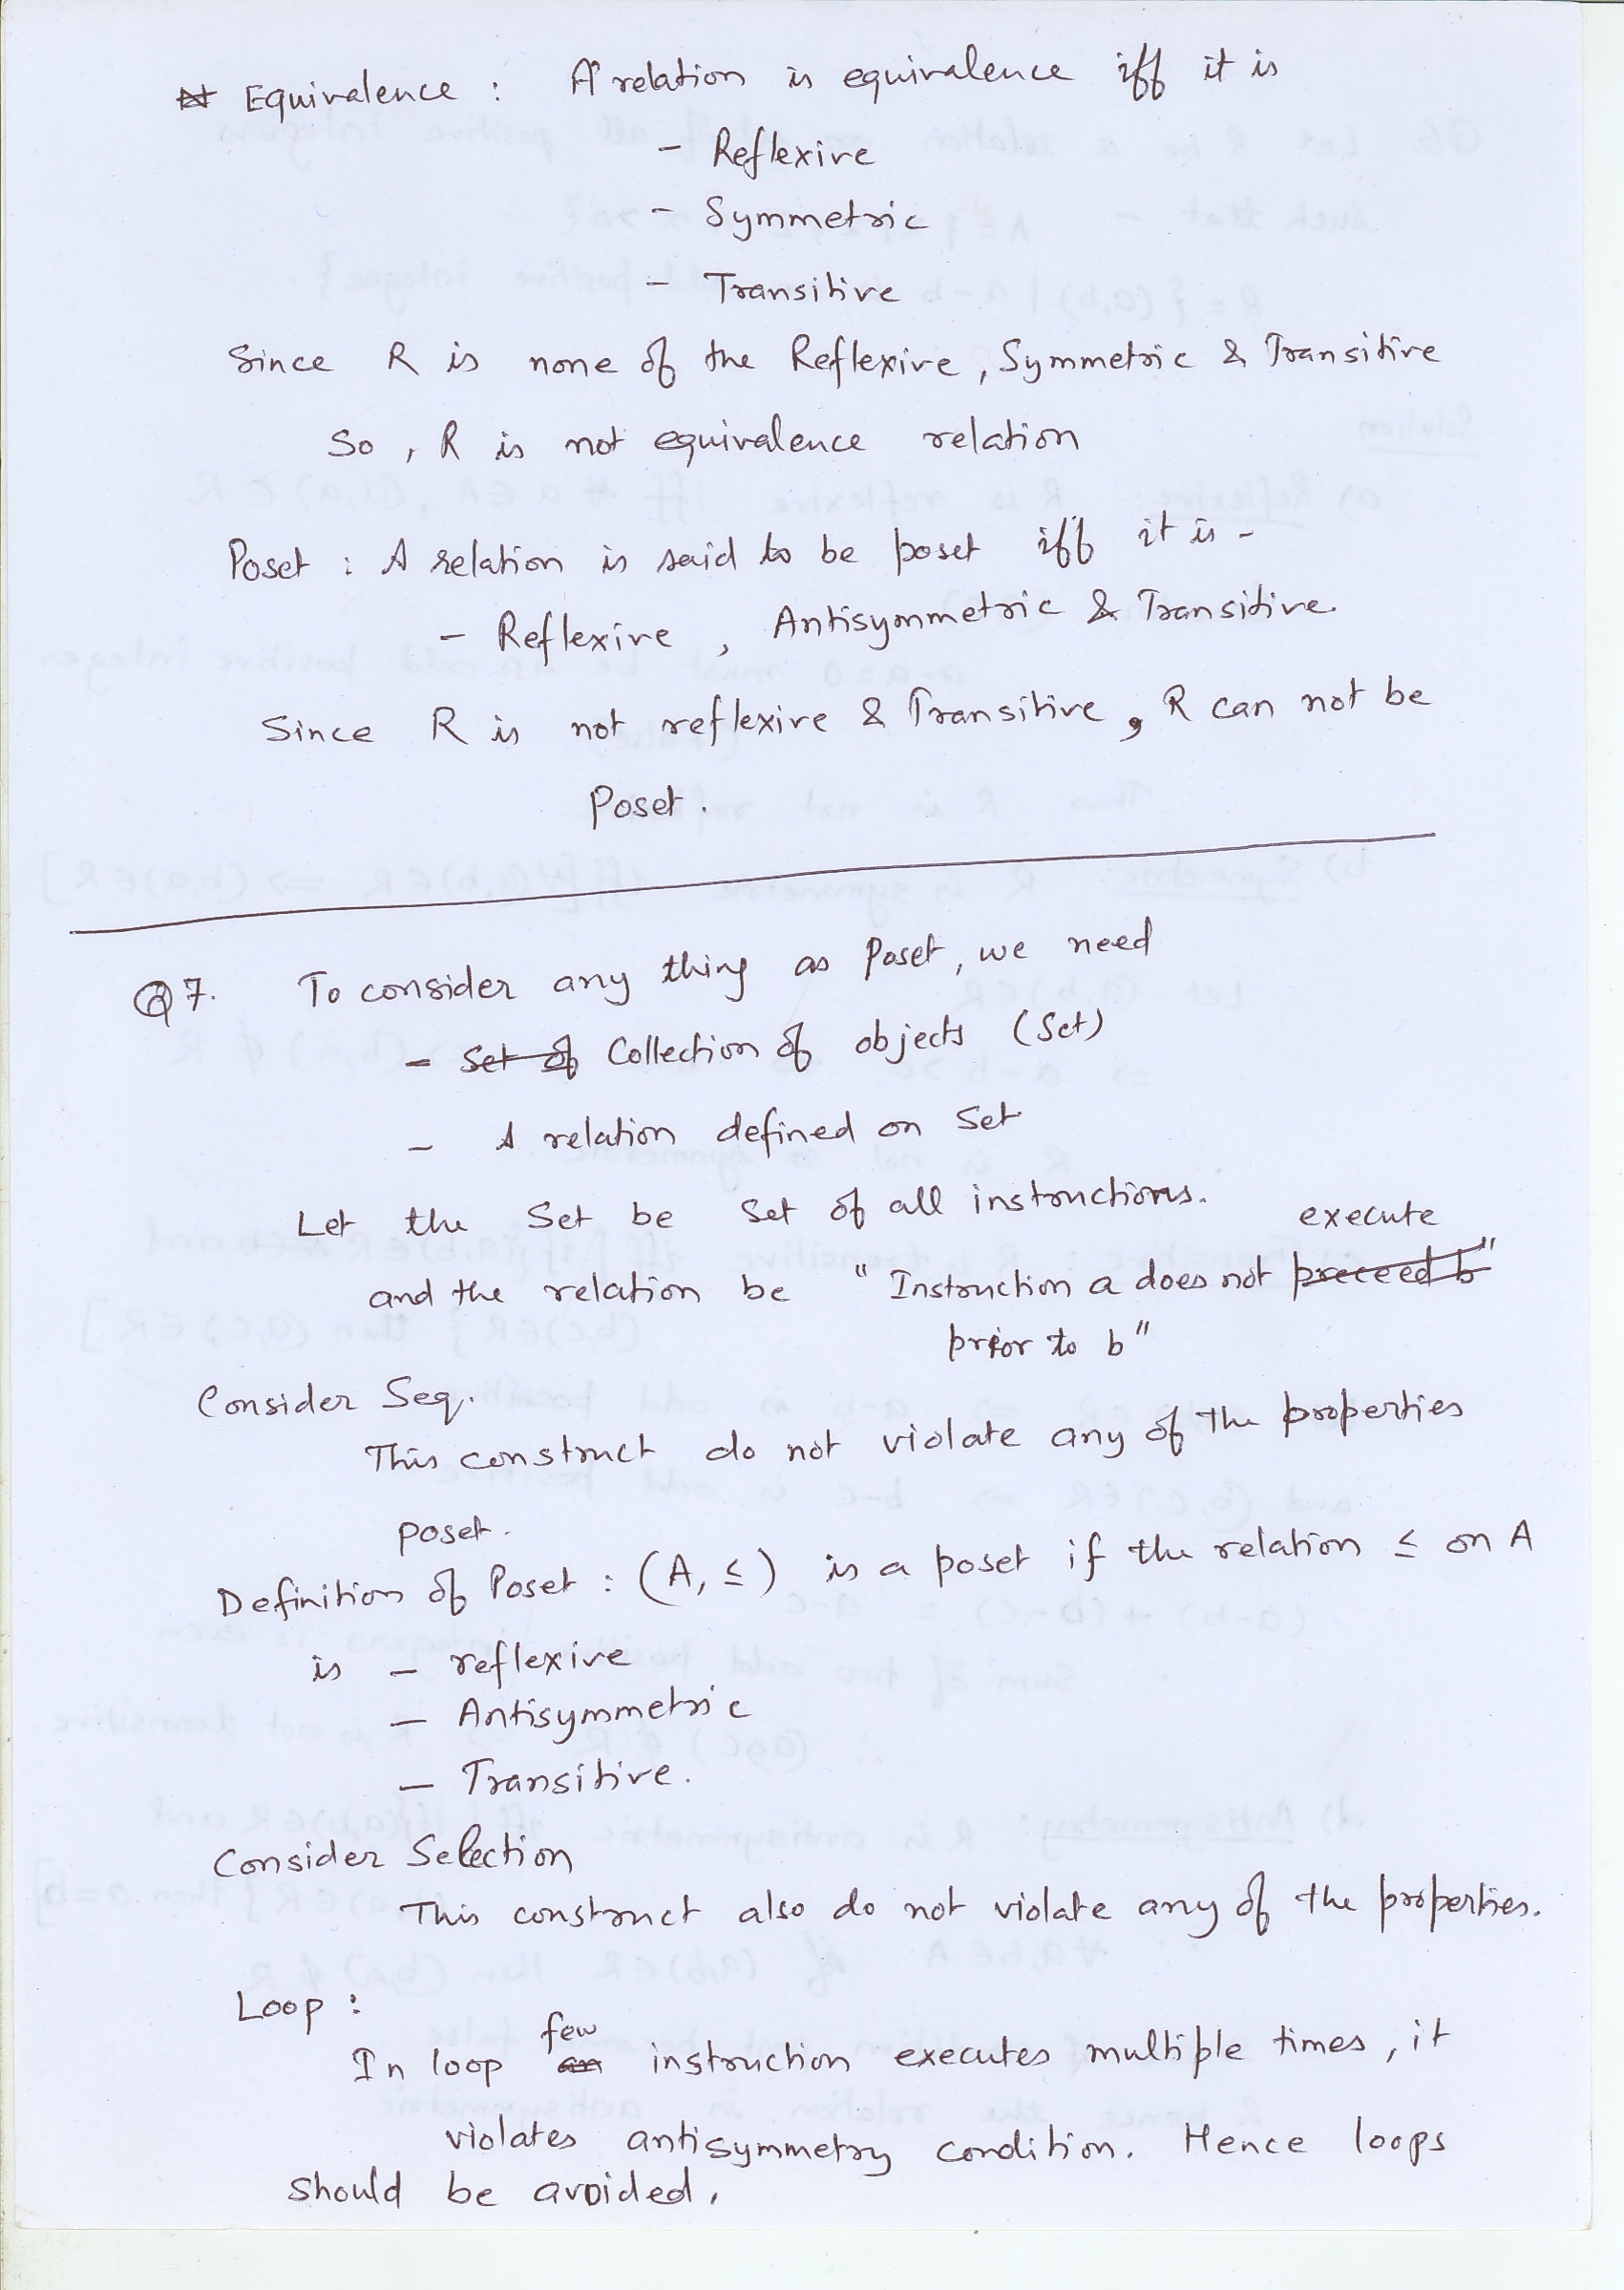 Equivalence : A relation is equivalence iff it is
- Reflexive
- Symmetric
- Transitive
Since R is none of the Reflexive, Symmetric & Transitive
So, R is not equivalence relation
Poset : A relation is said to be poset iff it is -
- Reflexive, Antisymmetric & Transitive.
Since R is not reflexive & Transitive, R can not be
Poset.
Q7. To consider any thing as Poset, we need
- Set of Collection of objects (Set)
- A relation defined on Set
Let the Set be Set of all instructions.
execute
and the relation be "Instruction a does not preceed b"
prior to b"
Consider Seq.
This construct do not violate any of the properties
poset.
Definition of Poset : (A, ≤) is a poset if the relation ≤ on A
is - reflexive
- Antisymmetric
- Transitive.
Consider Selection
This construct also do not violate any of the properties.
Loop :
few
In loop an instruction executes multiple times, it
violates antisymmetry condition. Hence loops
should be avoided.